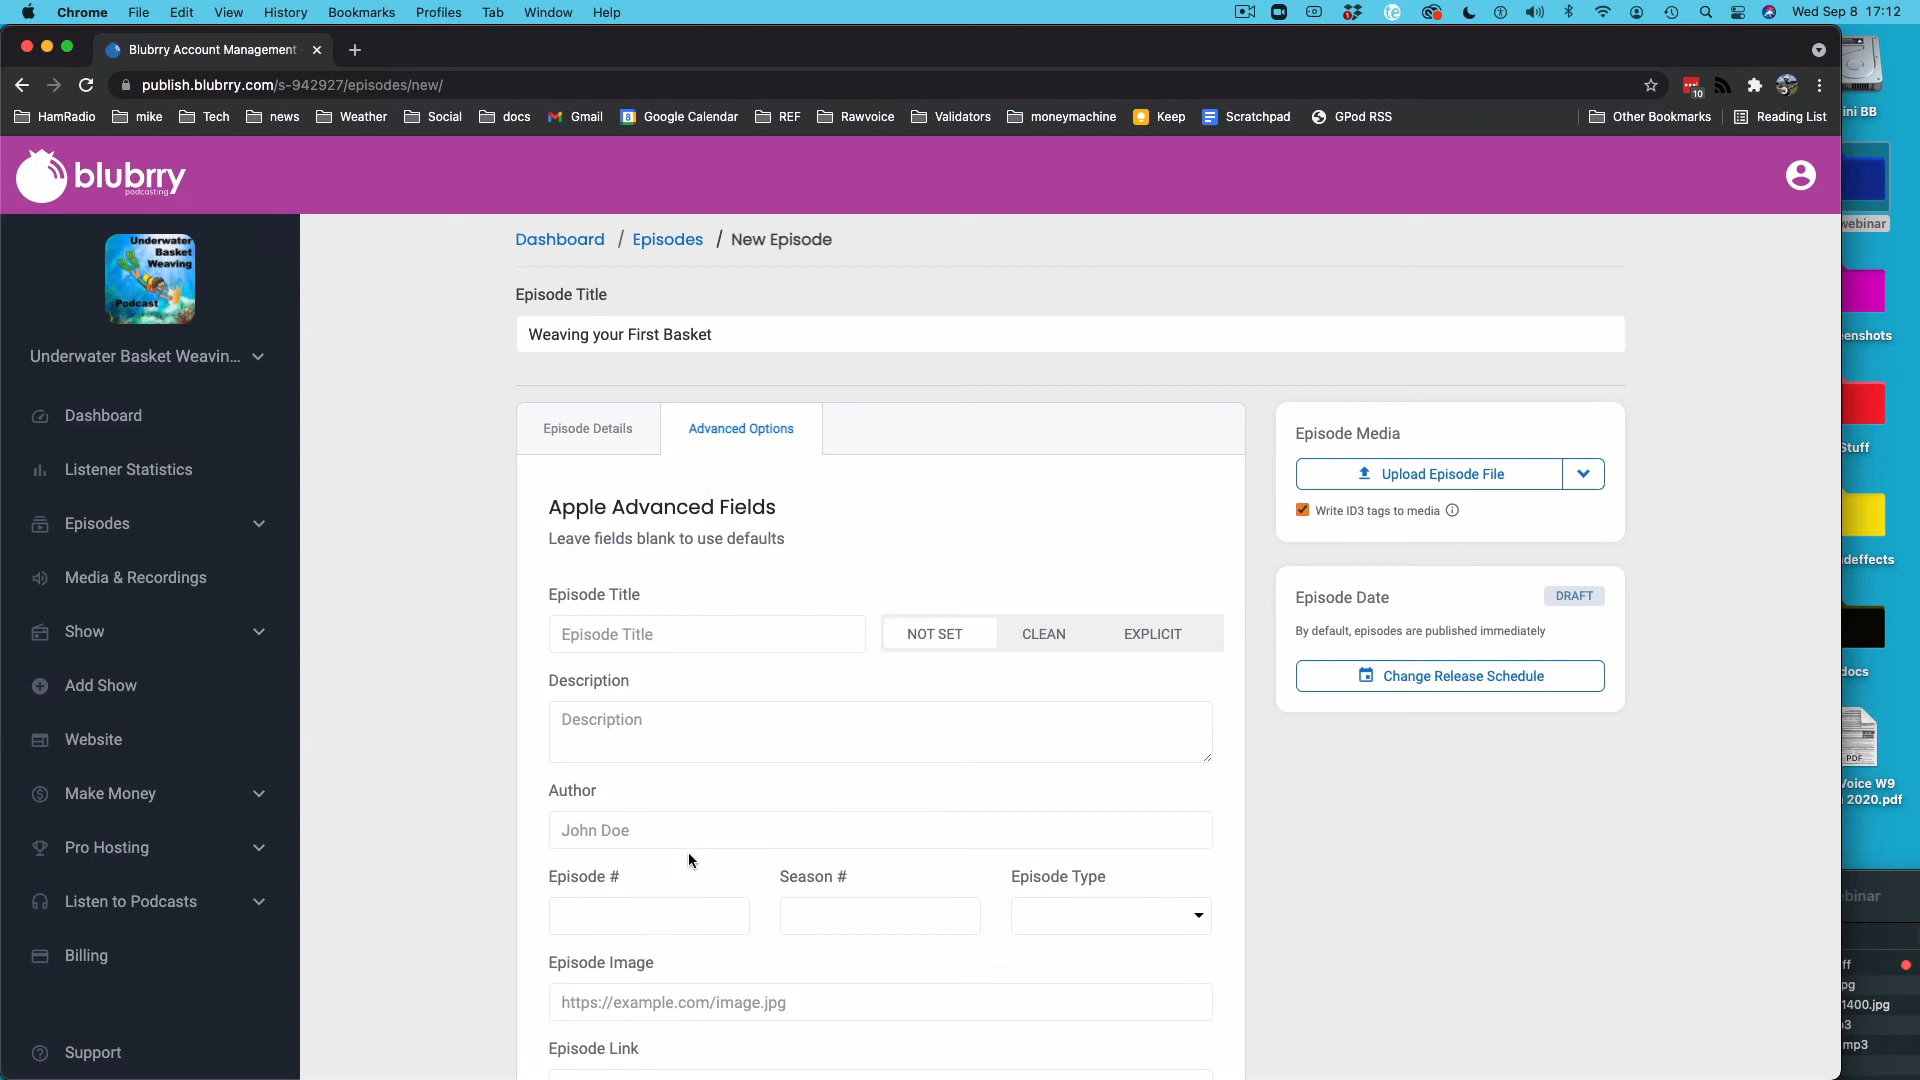 Chrome File Edit View History Bookmarks Profiles Tab Window Help Wed Sep 8 17:12
Blubrry Account Management
publish.blubrry.com/s-942927/episodes/new/
10
HamRadio mike Tech news Weather Social docs Gmail Google Calendar REF Rawvoice Validators moneymachine Keep Scratchpad GPod RSS Other Bookmarks Reading List
ini BB
blubrry
podcasting
webinar
Underwater
Basket
Weaving
Podcast
Underwater Basket Weavin...
Dashboard
Listener Statistics
Episodes
Media & Recordings
Show
Add Show
Website
Make Money
Pro Hosting
Listen to Podcasts
Billing
Support
Dashboard / Episodes / New Episode
Episode Title
Weaving your First Basket
Episode Details Advanced Options
Apple Advanced Fields
Leave fields blank to use defaults
Episode Title
Episode Title NOT SET CLEAN EXPLICIT
Description
Description
Author
John Doe
Episode # Season # Episode Type
Episode Image
https://example.com/image.jpg
Episode Link
Episode Media
Upload Episode File
Write ID3 tags to media
Episode Date DRAFT
By default, episodes are published immediately
Change Release Schedule
eenshots
Stuff
deffects
docs
PDF
Voice W9
2020.pdf
binar
ff
pg
1400.jpg
p3
mp3